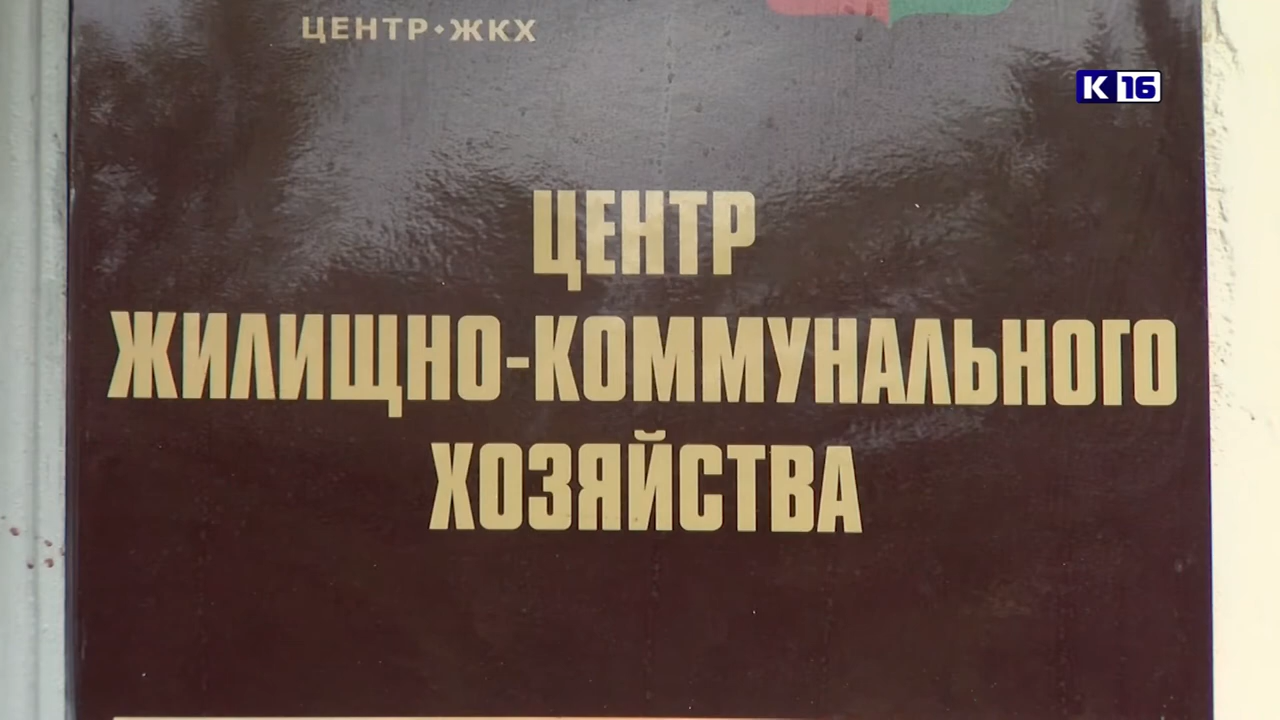 ЦЕНТР·ЖКХ
К 16
ЦЕНТР
ЖИЛИЩНО-КОММУНАЛЬНОГО
ХОЗЯЙСТВА